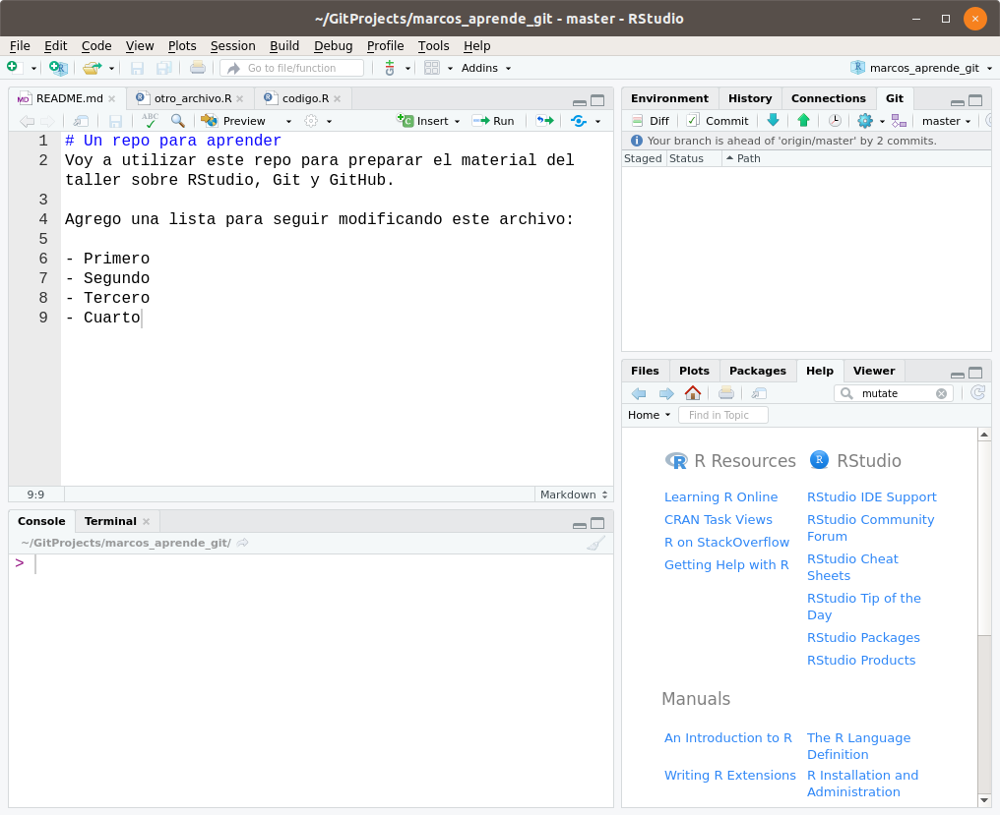 ~/GitProjects/marcos_aprende_git - master - RStudio
File Edit Code View Plots Session Build Debug Profile Tools Help
Go to file/function Addins marcos_aprende_git
README.md otro_archivo.R codigo.R
ABC Preview Insert Run
1 # Un repo para aprender
2 Voy a utilizar este repo para preparar el material del
taller sobre RStudio, Git y GitHub.
3
4 Agrego una lista para seguir modificando este archivo:
5
6 - Primero
7 - Segundo
8 - Tercero
9 - Cuarto
9:9 Markdown
Console Terminal
~/GitProjects/marcos_aprende_git/
>
Environment History Connections Git
Diff Commit master
Your branch is ahead of 'origin/master' by 2 commits.
Staged Status Path
Files Plots Packages Help Viewer
mutate
Home Find in Topic
R Resources
Learning R Online
CRAN Task Views
R on StackOverflow
Getting Help with R
RStudio
RStudio IDE Support
RStudio Community
Forum
RStudio Cheat
Sheets
RStudio Tip of the
Day
RStudio Packages
RStudio Products
Manuals
An Introduction to R
Writing R Extensions
The R Language
Definition
R Installation and
Administration